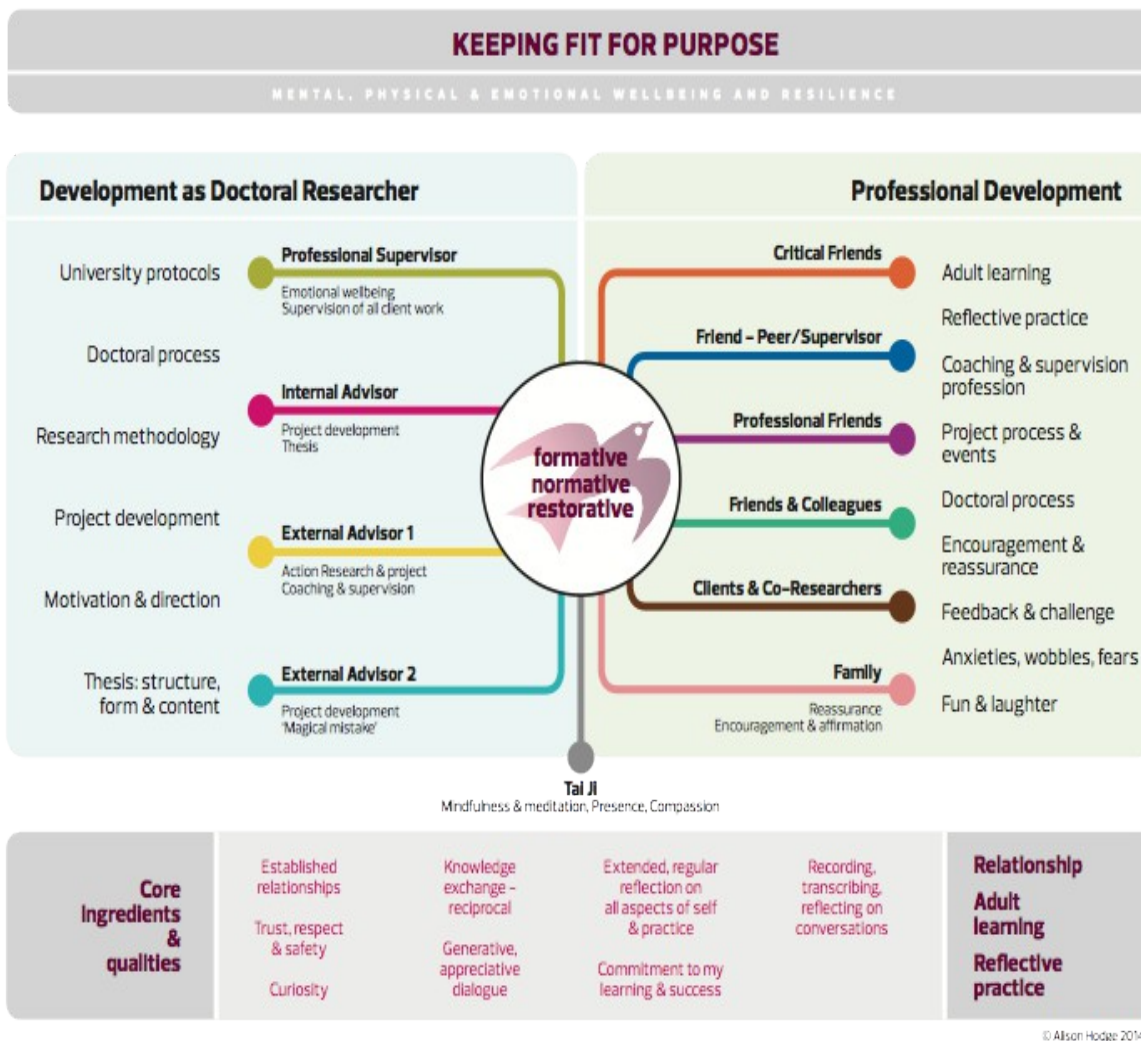 KEEPING FIT FOR PURPOSE
MENTAL, PHYSICAL & EMOTIONAL WELLBEING AND RESILIENCE
Development as Doctoral Researcher
University protocols
Doctoral process
Research methodology
Project development
Motivation & direction
Thesis: structure,
form & content
Professional Supervisor
Emotional wellbeing
Supervision of all client work
Internal Advisor
Project development
Thesis
External Advisor 1
Action Research & project
Coaching & supervision
External Advisor 2
Project development
'Magical mistake'
formative
normative
restorative
Tai Ji
Mindfulness & meditation, Presence, Compassion
Professional Development
Critical Friends
Friend – Peer/Supervisor
Professional Friends
Friends & Colleagues
Clients & Co-Researchers
Family
Reassurance
Encouragement & affirmation
Adult learning
Reflective practice
Coaching & supervision
profession
Project process &
events
Doctoral process
Encouragement &
reassurance
Feedback & challenge
Anxieties, wobbles, fears
Fun & laughter
Core
ingredients
&
qualities
Established
relationships
Trust, respect
& safety
Curiosity
Knowledge
exchange –
reciprocal
Generative,
appreciative
dialogue
Extended, regular
reflection on
all aspects of self
& practice
Commitment to my
learning & success
Recording,
transcribing,
reflecting on
conversations
Relationship
Adult
learning
Reflective
practice
© Alison Hodge 2014